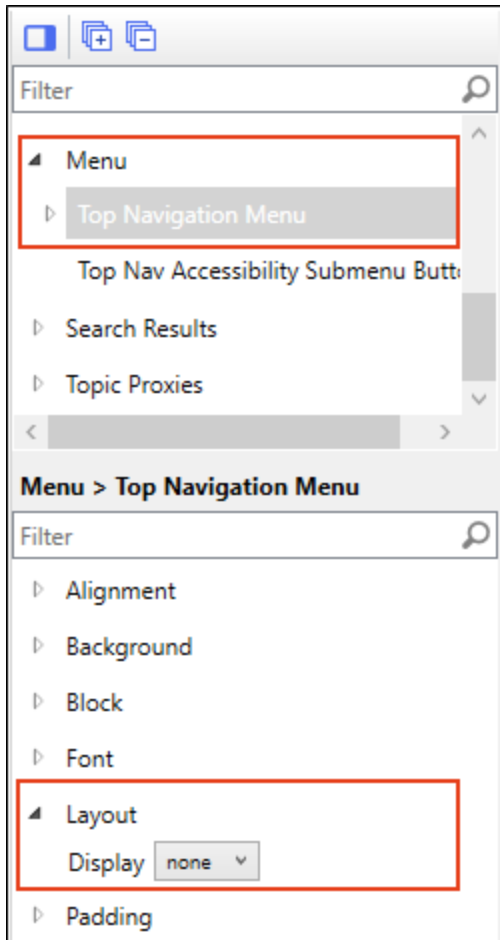 Filter
Menu
Top Navigation Menu
Top Nav Accessibility Submenu Butt
Search Results
Topic Proxies
Menu > Top Navigation Menu
Filter
Alignment
Background
Block
Font
Layout
Display none
Padding